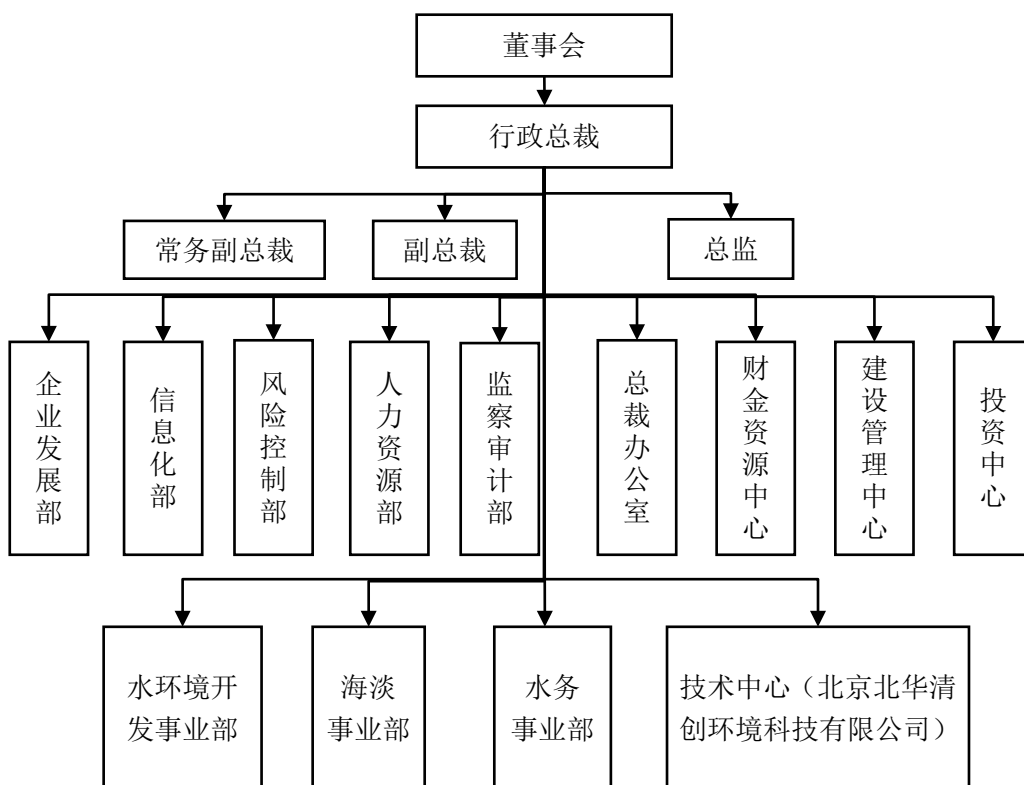 董事会
行政总裁
常务副总裁
副总裁
总监
企业发展部
信息化部
风险控制部
人力资源部
监察审计部
总裁办公室
财金资源中心
建设管理中心
投资中心
水环境开
发事业部
海淡
事业部
水务
事业部
技术中心（北京北华清
创环境科技有限公司）